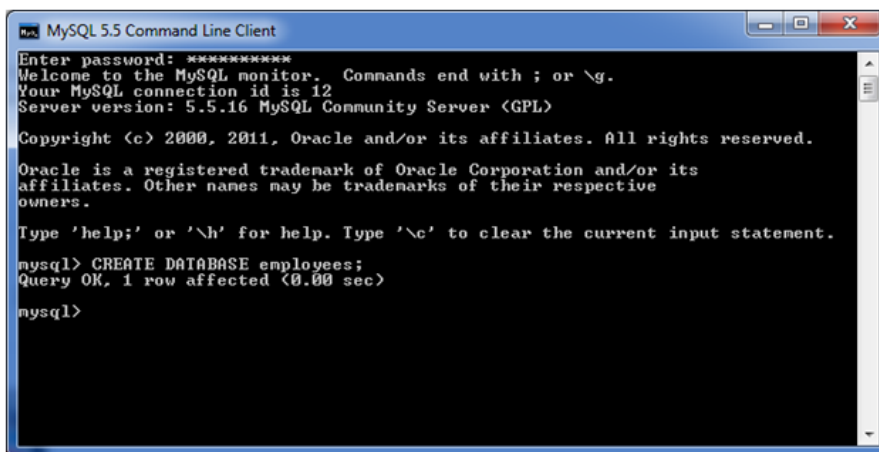 MySQL 5.5 Command Line Client
Enter password: **********
Welcome to the MySQL monitor.  Commands end with ; or \g.
Your MySQL connection id is 12
Server version: 5.5.16 MySQL Community Server (GPL)
Copyright (c) 2000, 2011, Oracle and/or its affiliates. All rights reserved.
Oracle is a registered trademark of Oracle Corporation and/or its
affiliates. Other names may be trademarks of their respective
owners.
Type 'help;' or '\h' for help. Type '\c' to clear the current input statement.
mysql> CREATE DATABASE employees;
Query OK, 1 row affected (0.00 sec)
mysql>